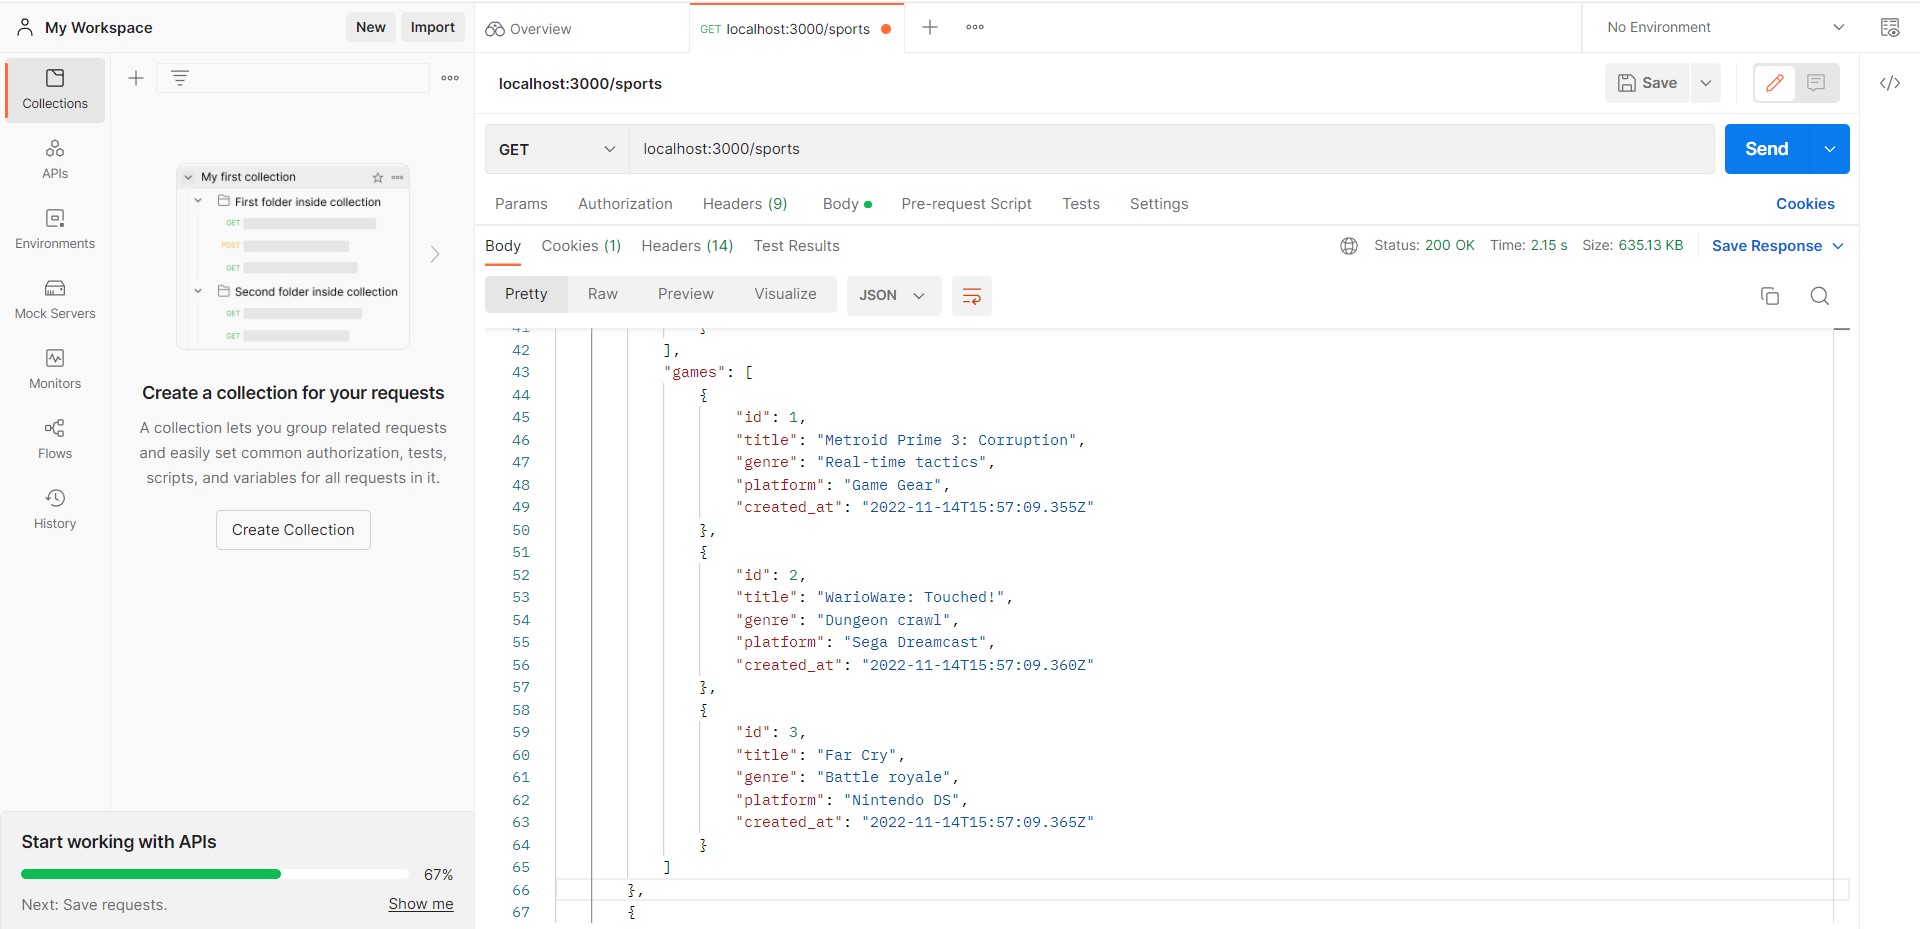 My Workspace
New
Import
Overview
GET localhost:3000/sports
No Environment
Collections
APIs
Environments
Mock Servers
Monitors
Flows
History
My first collection
First folder inside collection
GET
POST
GET
Second folder inside collection
GET
GET
Create a collection for your requests
A collection lets you group related requests
and easily set common authorization, tests,
scripts, and variables for all requests in it.
Create Collection
Start working with APIs
67%
Next: Save requests.
Show me
localhost:3000/sports
Save
GET
localhost:3000/sports
Send
Params
Authorization
Headers (9)
Body
Pre-request Script
Tests
Settings
Cookies
Body
Cookies (1)
Headers (14)
Test Results
Status: 200 OK
Time: 2.15 s
Size: 635.13 KB
Save Response
Pretty
Raw
Preview
Visualize
JSON
41 }
42 ],
43 "games": [
44 {
45 "id": 1,
46 "title": "Metroid Prime 3: Corruption",
47 "genre": "Real-time tactics",
48 "platform": "Game Gear",
49 "created_at": "2022-11-14T15:57:09.355Z"
50 },
51 {
52 "id": 2,
53 "title": "WarioWare: Touched!",
54 "genre": "Dungeon crawl",
55 "platform": "Sega Dreamcast",
56 "created_at": "2022-11-14T15:57:09.360Z"
57 },
58 {
59 "id": 3,
60 "title": "Far Cry",
61 "genre": "Battle royale",
62 "platform": "Nintendo DS",
63 "created_at": "2022-11-14T15:57:09.365Z"
64 }
65 ]
66 },
67 {